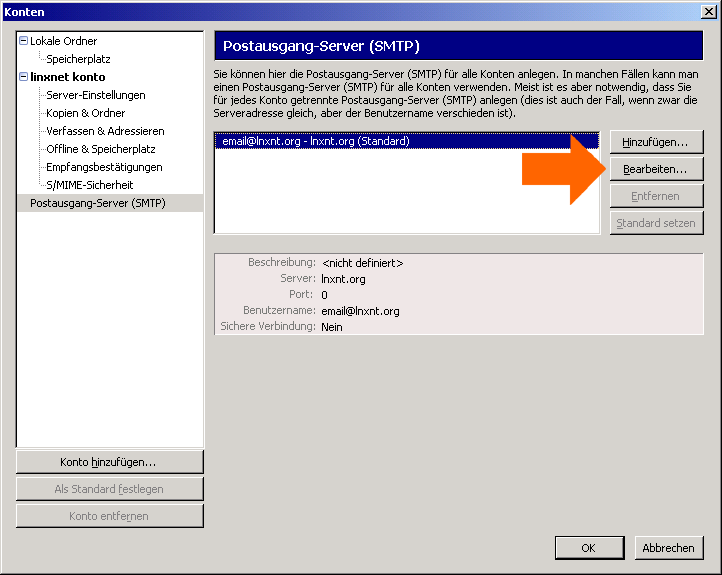 Konten
Lokale Ordner
Speicherplatz
linxnet konto
Server-Einstellungen
Kopien & Ordner
Verfassen & Adressieren
Offline & Speicherplatz
Empfangsbestätigungen
S/MIME-Sicherheit
Postausgang-Server (SMTP)
Konto hinzufügen...
Als Standard festlegen
Konto entfernen
Postausgang-Server (SMTP)
Sie können hier die Postausgang-Server (SMTP) für alle Konten anlegen. In manchen Fällen kann man
einen Postausgang-Server (SMTP) für alle Konten verwenden. Meist ist es aber notwendig, dass Sie
für jedes Konto getrennte Postausgang-Server (SMTP) anlegen (dies ist auch der Fall, wenn zwar die
Serveradresse gleich, aber der Benutzername verschieden ist).
email@lnxnt.org - lnxnt.org (Standard)
Hinzufügen...
Bearbeiten...
Entfernen
Standard setzen
Beschreibung: <nicht definiert>
Server: lnxnt.org
Port: 0
Benutzername: email@lnxnt.org
Sichere Verbindung: Nein
OK
Abbrechen